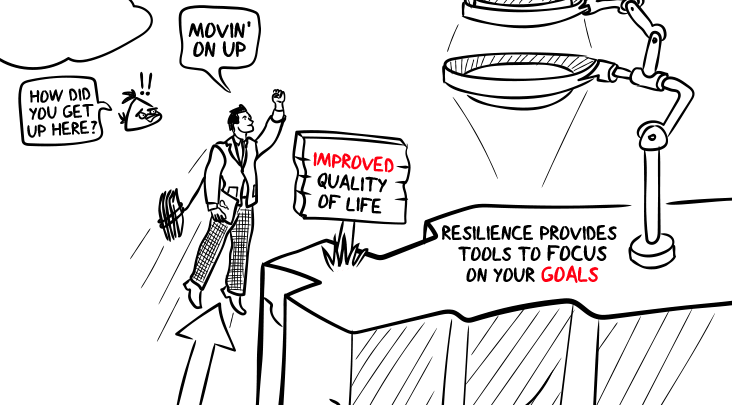 MOVIN'
ON UP
HOW DID
YOU GET
UP HERE?
!!
IMPROVED
QUALITY
OF LIFE
RESILIENCE PROVIDES
TOOLS TO FOCUS
ON YOUR GOALS